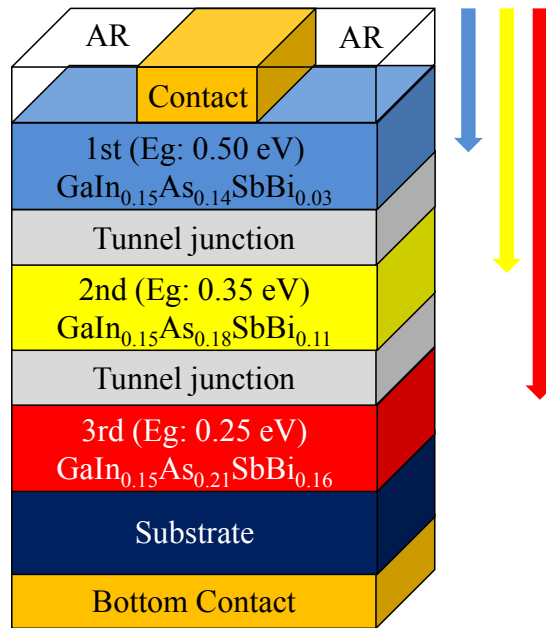 AR AR
Contact
1st (Eg: 0.50 eV)
GaIn₀.₁₅As₀.₁₄SbBi₀.₀₃
Tunnel junction
2nd (Eg: 0.35 eV)
GaIn₀.₁₅As₀.₁₈SbBi₀.₁₁
Tunnel junction
3rd (Eg: 0.25 eV)
GaIn₀.₁₅As₀.₂₁SbBi₀.₁₆
Substrate
Bottom Contact